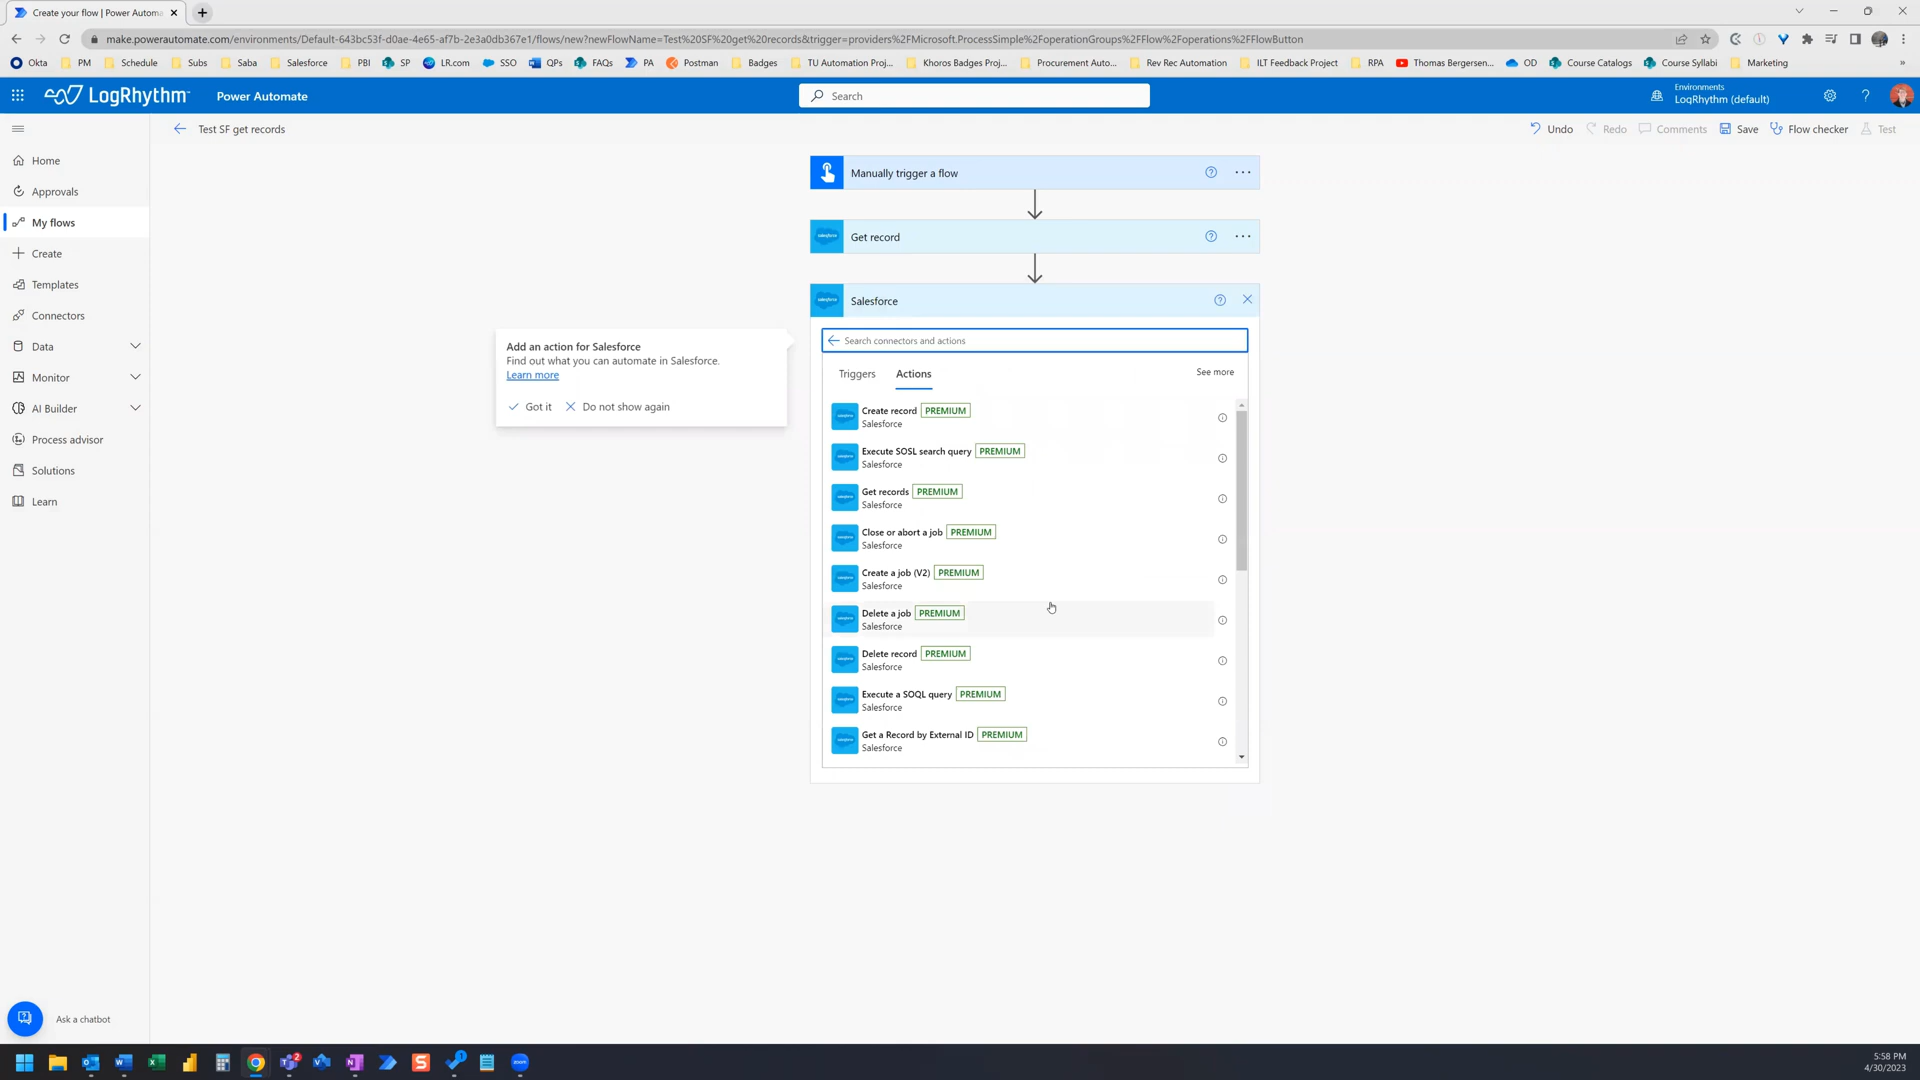 Create your flow | Power Automa
make.powerautomate.com/environments/Default-643bc53f-d0ae-4e65-af7b-2e3a0db367e1/flows/new?newFlowName=Test%20SF%20get%20records&trigger=providers%2FMicrosoft.ProcessSimple%2FoperationGroups%2FFlow%2Foperations%2FFlowButton
Okta PM Schedule Subs Saba Salesforce PBI SP LR.com SSO QPs FAQs PA Postman Badges TU Automation Proj... Khoros Badges Proj... Procurement Auto... Rev Rec Automation ILT Feedback Project RPA Thomas Bergersen... OD Course Catalogs Course Syllabi Marketing »
LogRhythm Power Automate Search
Environments
LogRhythm (default)
Test SF get records
Undo Redo Comments Save Flow checker Test
Home
Approvals
My flows
Create
Templates
Connectors
Data
Monitor
AI Builder
Process advisor
Solutions
Learn
Ask a chatbot
Manually trigger a flow
Get record
Salesforce
Add an action for Salesforce
Find out what you can automate in Salesforce.
Learn more
Got it Do not show again
Search connectors and actions
Triggers Actions See more
Create record PREMIUM
Salesforce
Execute SOSL search query PREMIUM
Salesforce
Get records PREMIUM
Salesforce
Close or abort a job PREMIUM
Salesforce
Create a job (V2) PREMIUM
Salesforce
Delete a job PREMIUM
Salesforce
Delete record PREMIUM
Salesforce
Execute a SOQL query PREMIUM
Salesforce
Get a Record by External ID PREMIUM
Salesforce
2
5:58 PM
4/30/2023